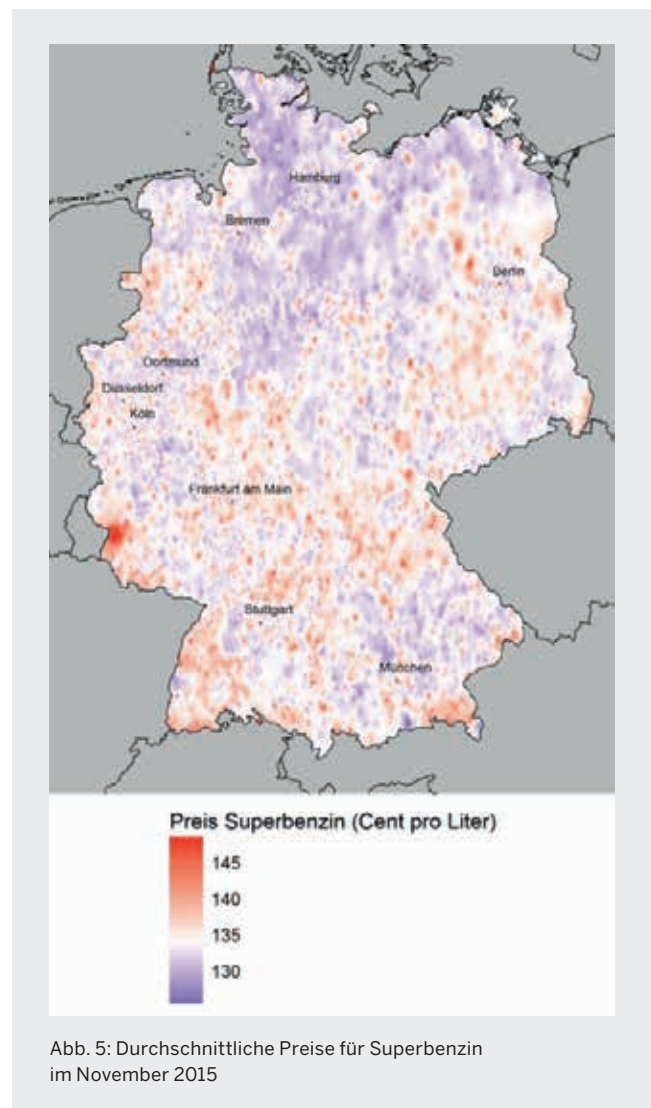 Hamburg
Bremen
Berlin
Dortmund
Düsseldorf
Köln
Frankfurt am Main
Stuttgart
München
Preis Superbenzin (Cent pro Liter)
145
140
135
130
Abb. 5: Durchschnittliche Preise für Superbenzin
im November 2015